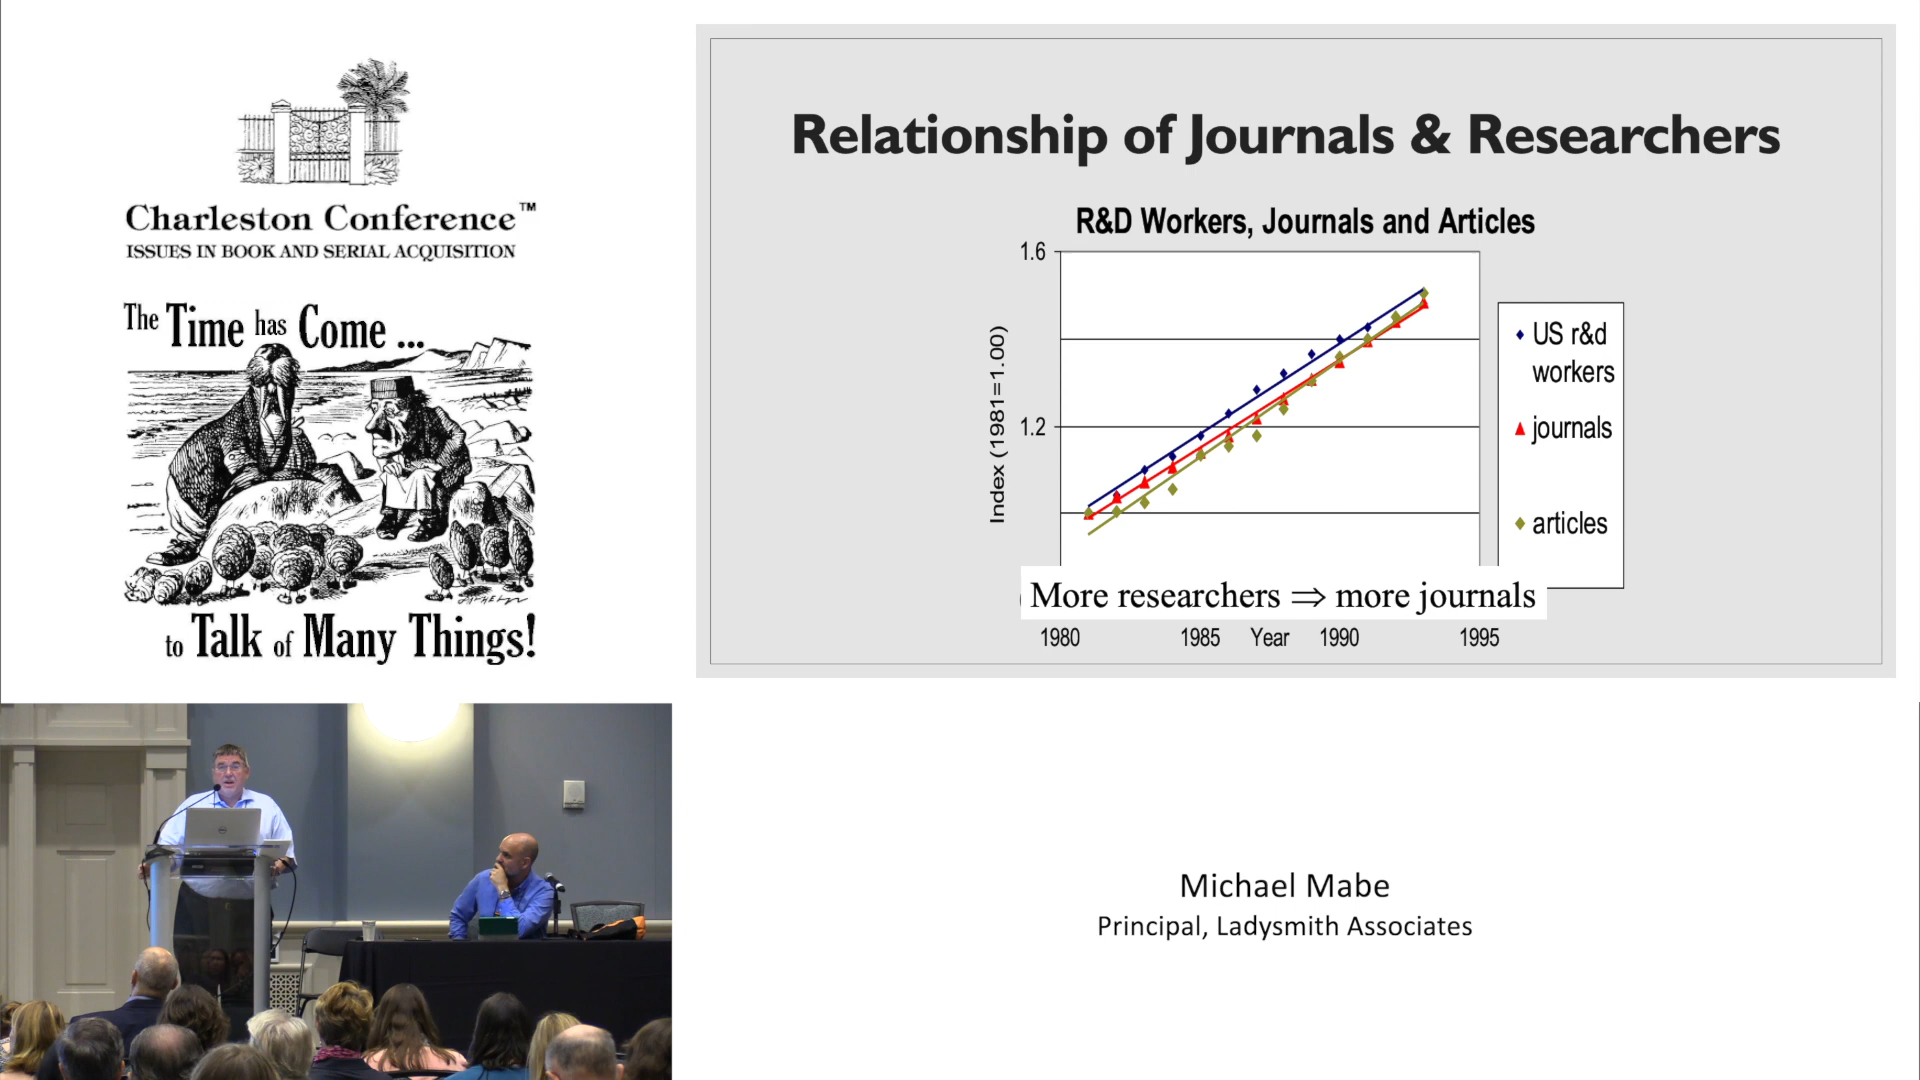 Charleston Conference™
ISSUES IN BOOK AND SERIAL ACQUISITION
The Time has Come ...
to Talk of Many Things!
Relationship of Journals & Researchers
R&D Workers, Journals and Articles
1.6
1.2
Index (1981=1.00)
US r&d
workers
journals
articles
More researchers ⇒ more journals
1980
1985
Year
1990
1995
Michael Mabe
Principal, Ladysmith Associates